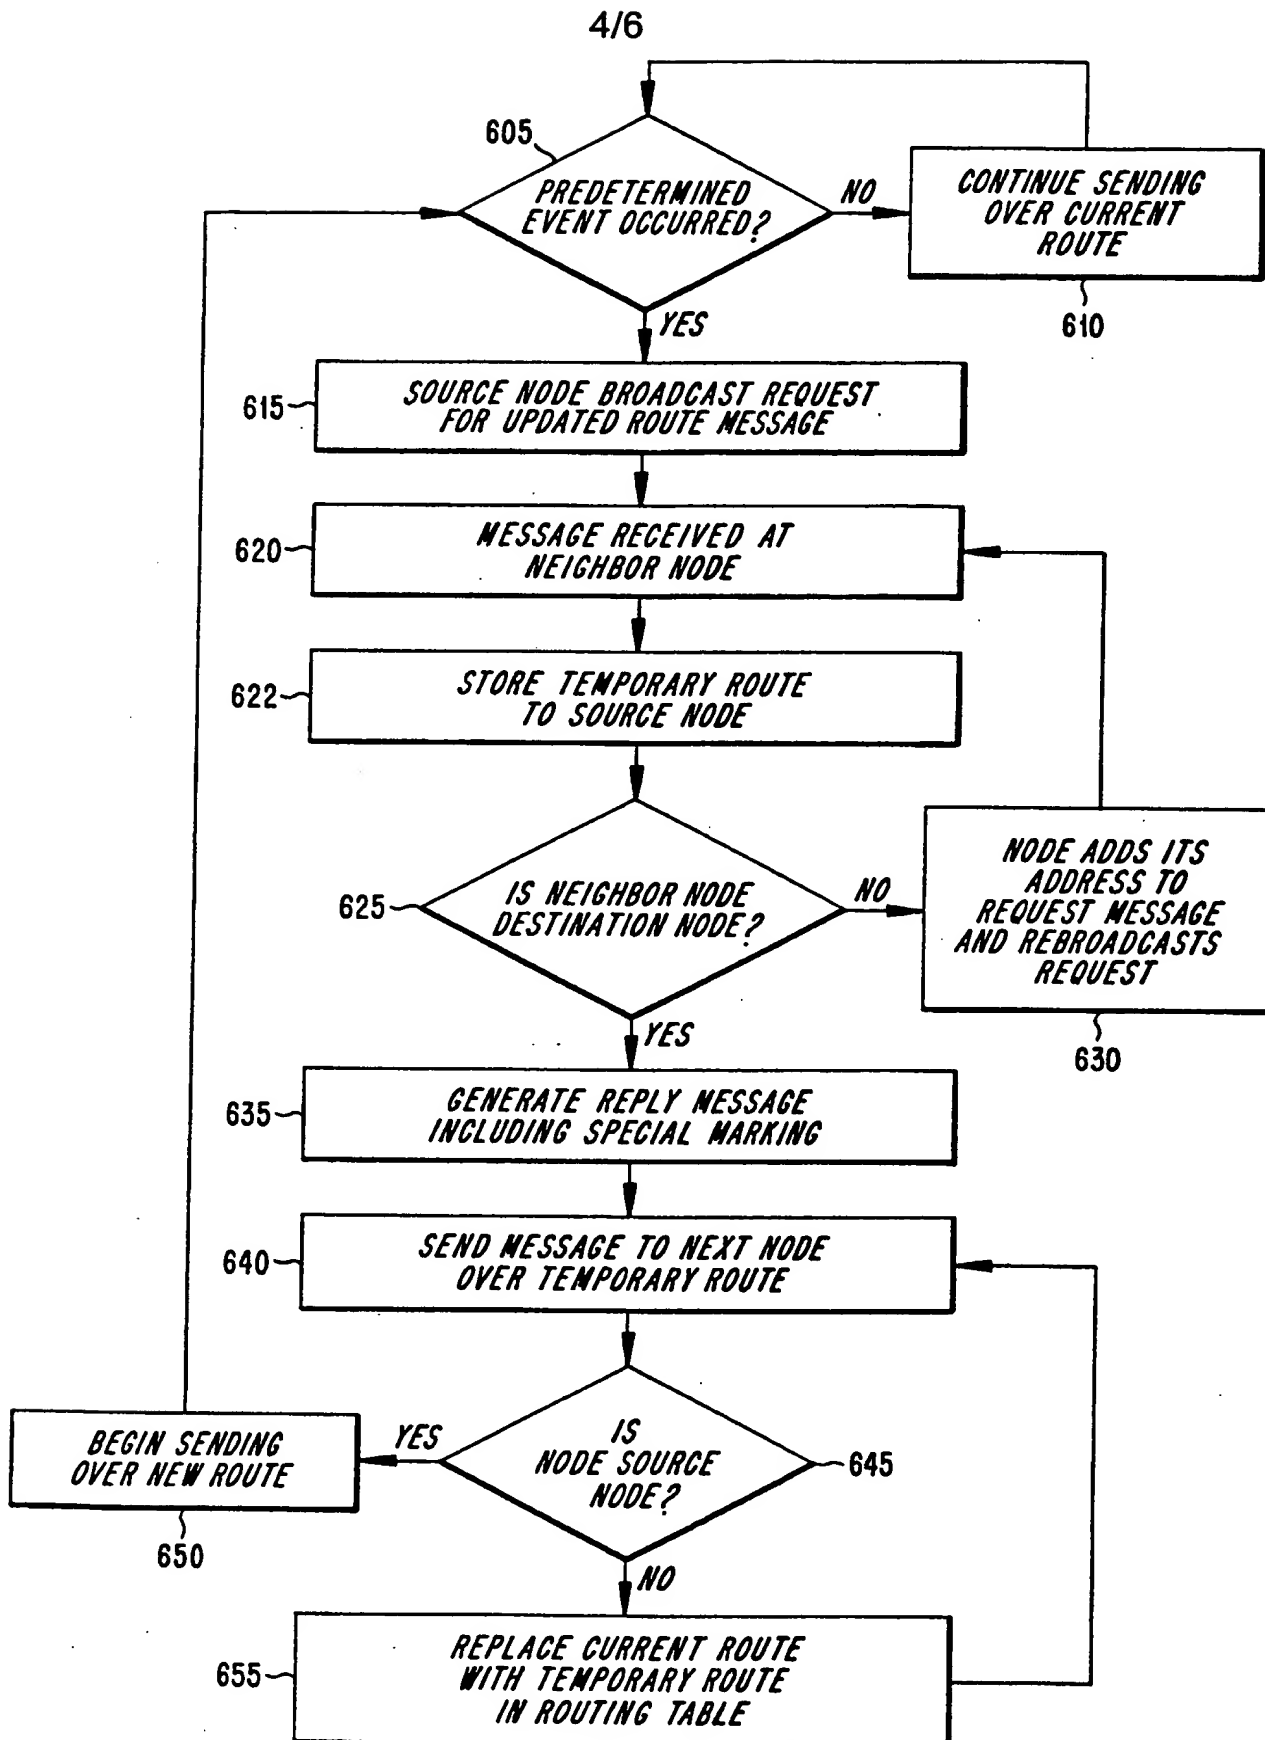 4/6
605
PREDETERMINED
EVENT OCCURRED?
NO
CONTINUE SENDING
OVER CURRENT
ROUTE
610
YES
615
SOURCE NODE BROADCAST REQUEST
FOR UPDATED ROUTE MESSAGE
620
MESSAGE RECEIVED AT
NEIGHBOR NODE
622
STORE TEMPORARY ROUTE
TO SOURCE NODE
625
IS NEIGHBOR NODE
DESTINATION NODE?
NO
NODE ADDS ITS
ADDRESS TO
REQUEST MESSAGE
AND REBROADCASTS
REQUEST
630
YES
635
GENERATE REPLY MESSAGE
INCLUDING SPECIAL MARKING
640
SEND MESSAGE TO NEXT NODE
OVER TEMPORARY ROUTE
IS
NODE SOURCE
NODE?
645
YES
BEGIN SENDING
OVER NEW ROUTE
650
NO
655
REPLACE CURRENT ROUTE
WITH TEMPORARY ROUTE
IN ROUTING TABLE